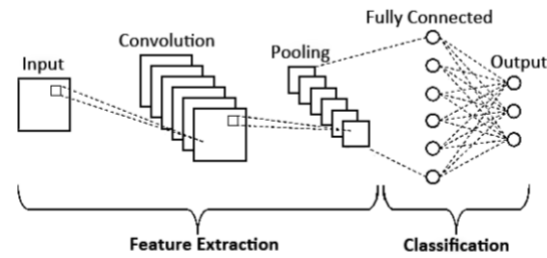 Input
Convolution
Pooling
Fully Connected
Output
Feature Extraction
Classification